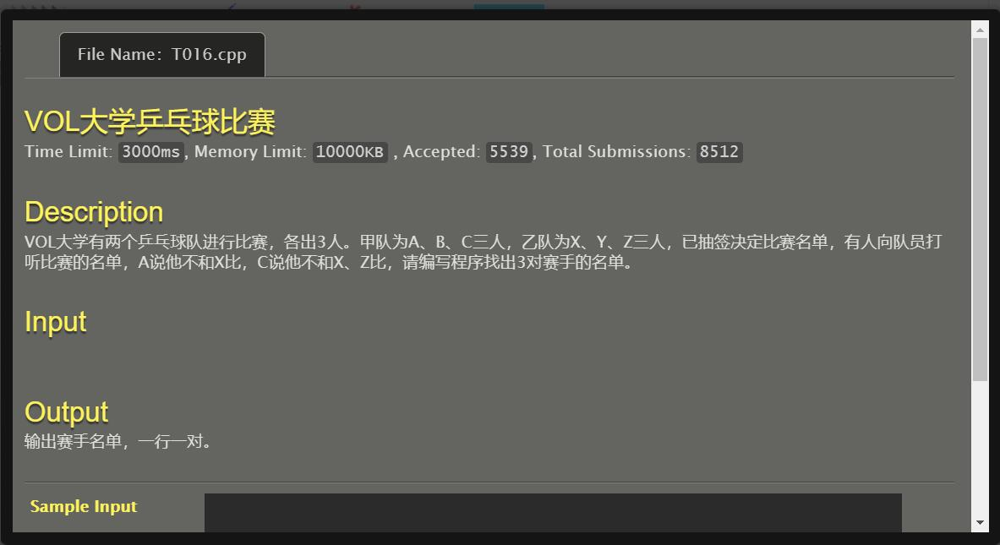 File Name：T016.cpp
VOL大学乒乓球比赛
Time Limit: 3000ms, Memory Limit: 10000KB , Accepted: 5539, Total Submissions: 8512
Description
VOL大学有两个乒乓球队进行比赛，各出3人。甲队为A、B、C三人，乙队为X、Y、Z三人，已抽签决定比赛名单，有人向队员打
听比赛的名单，A说他不和X比，C说他不和X、Z比，请编写程序找出3对赛手的名单。
Input
Output
输出赛手名单，一行一对。
Sample Input